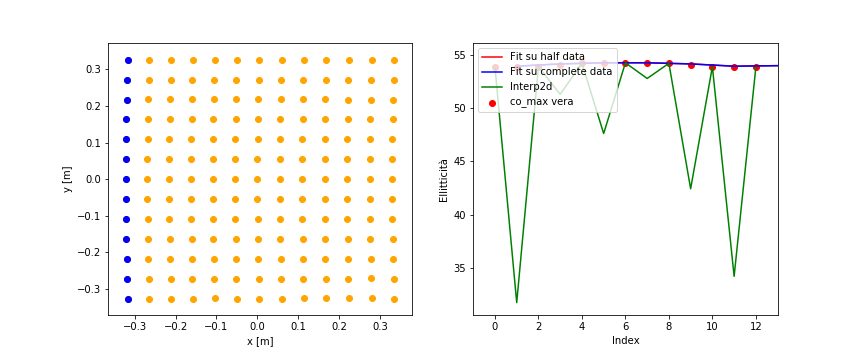 0.3
0.2
0.1
0.0
−0.1
−0.2
−0.3
y [m]
−0.3 −0.2 −0.1 0.0 0.1 0.2 0.3
x [m]
55
50
45
40
35
Ellitticità
Fit su half data
Fit su complete data
Interp2d
co_max vera
0 2 4 6 8 10 12
Index